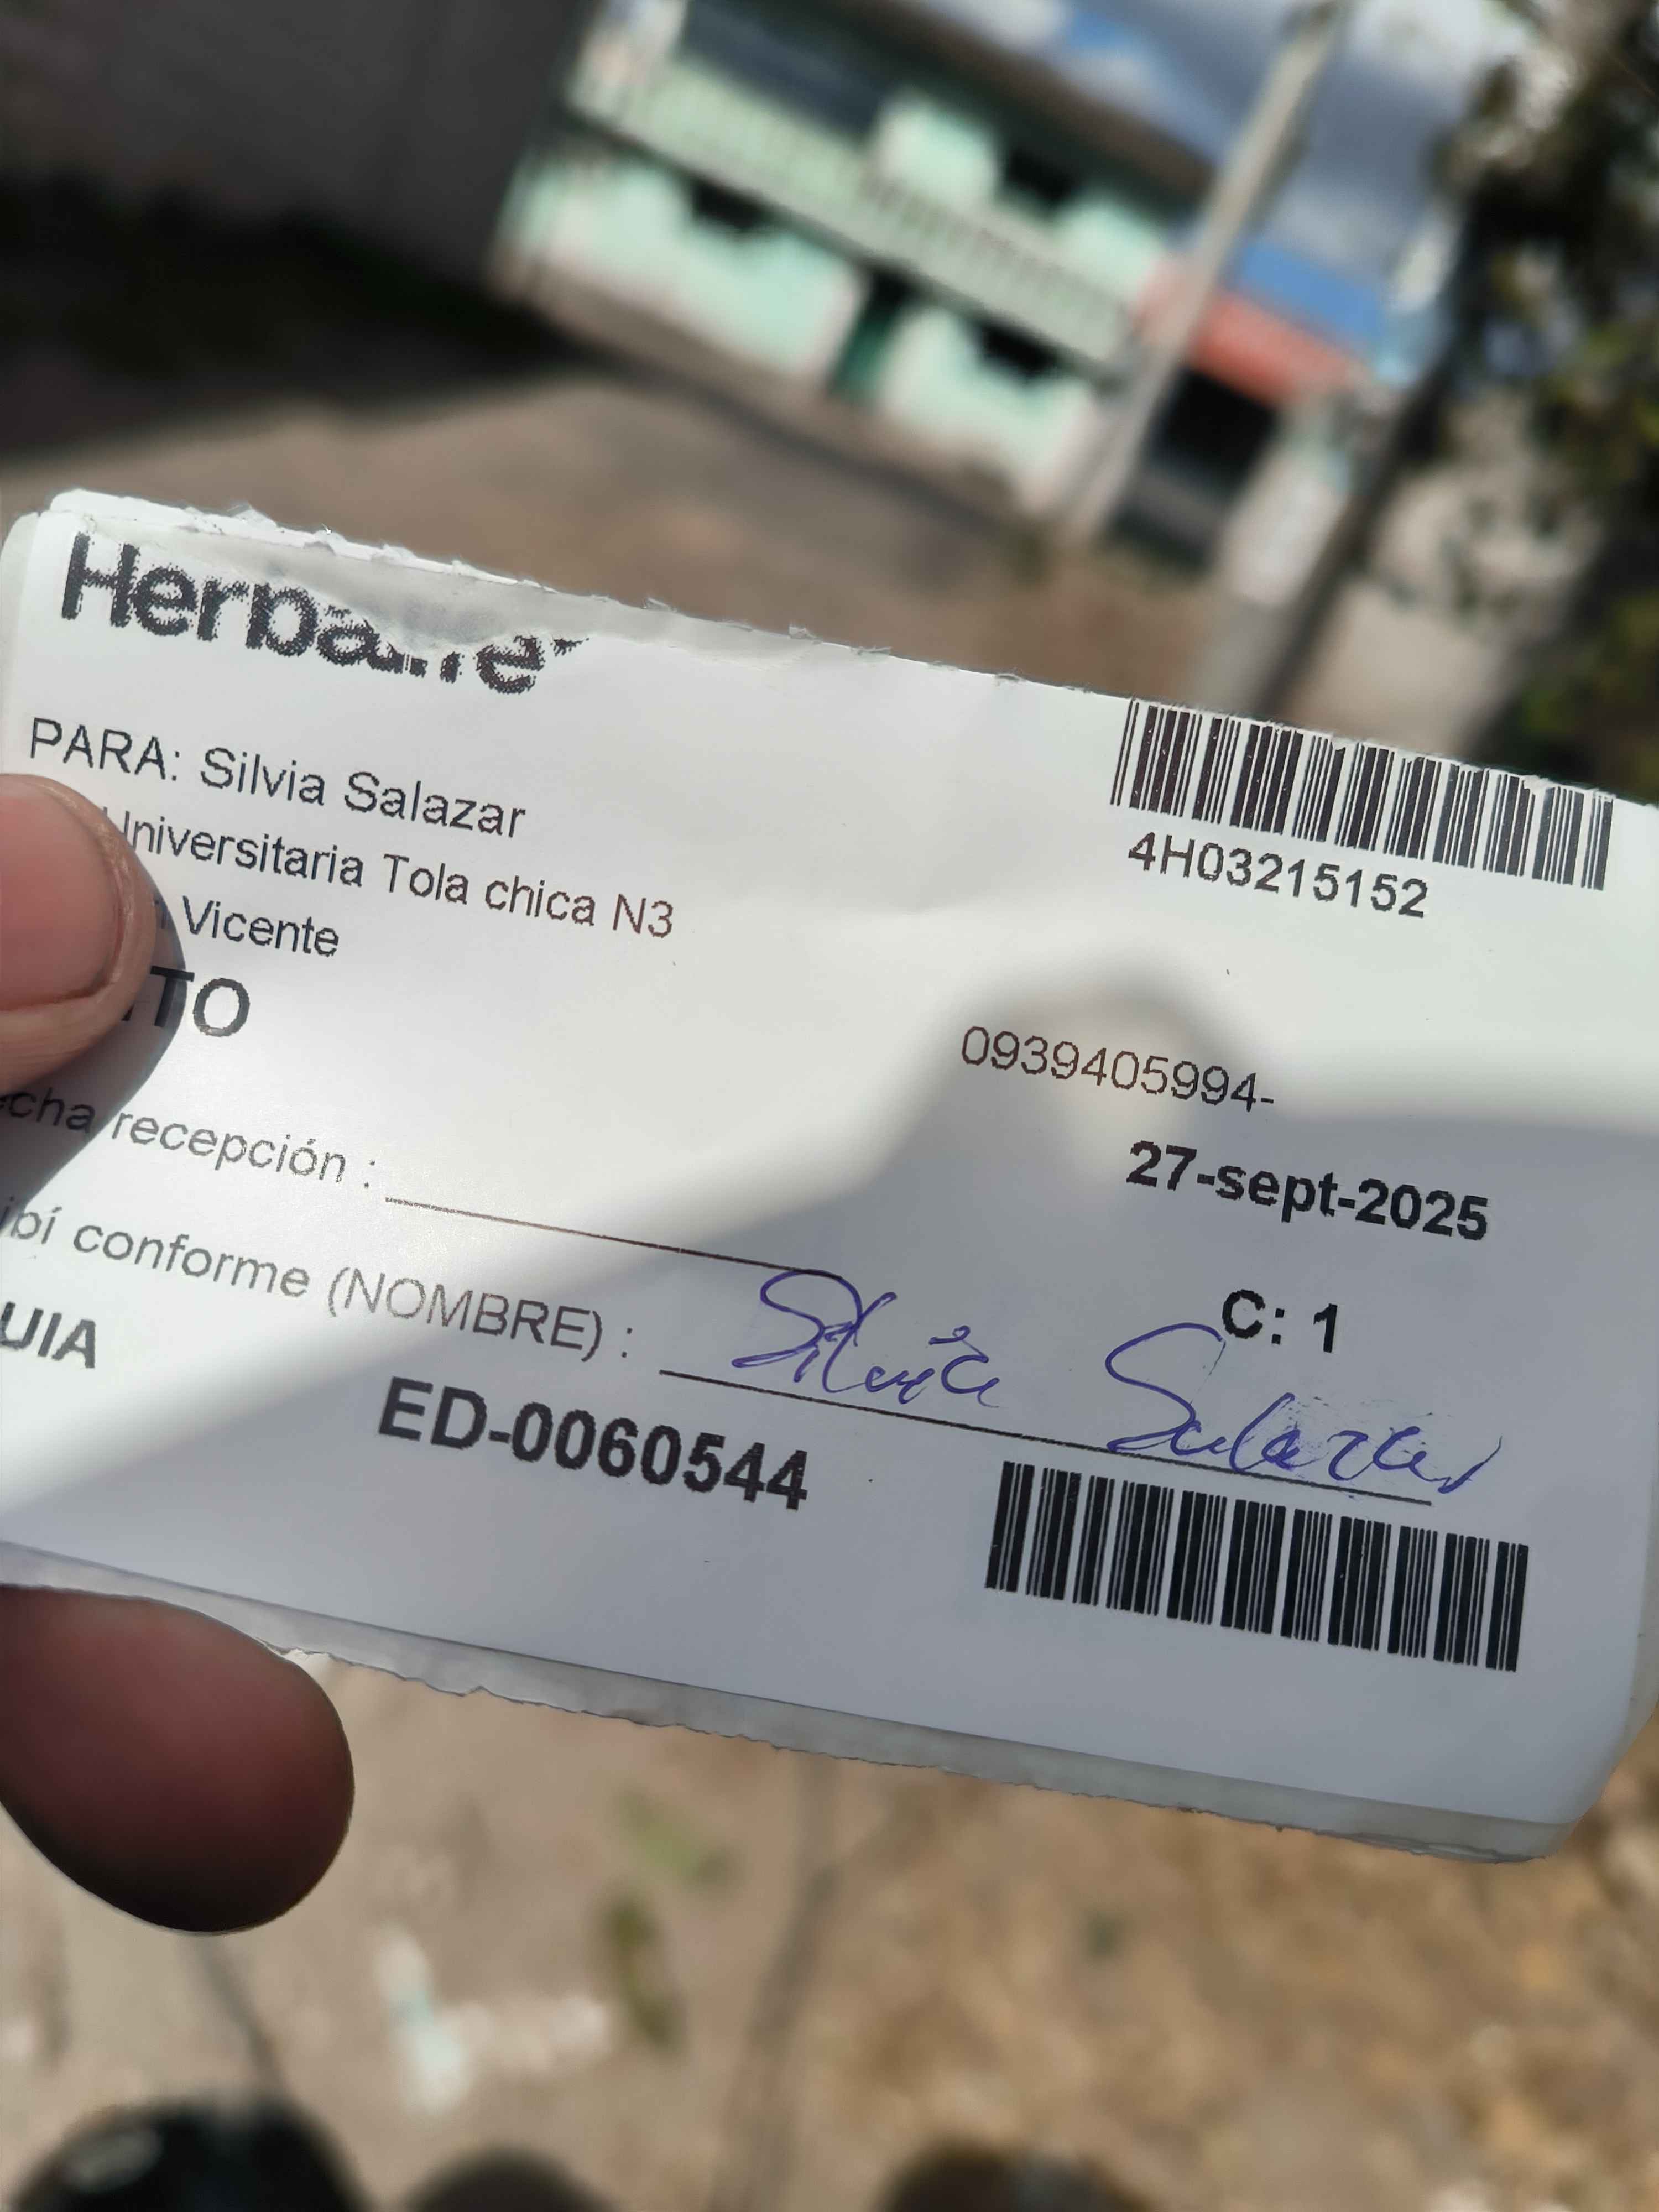 PARA: Silvia Salazar
4H03215152
Universitaria Tola chica N3
Vicente
TO
0939405994-
27-sept-2025
cha recepción :
C: 1
ibí conforme (NOMBRE) : Silvia Salazar
UIA
ED-0060544